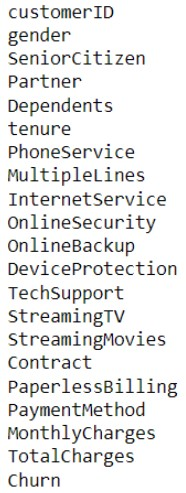 customerID
gender
SeniorCitizen
Partner
Dependents
tenure
PhoneService
MultipleLines
InternetService
OnlineSecurity
OnlineBackup
DeviceProtection
TechSupport
StreamingTV
StreamingMovies
Contract
PaperlessBilling
PaymentMethod
MonthlyCharges
TotalCharges
Churn